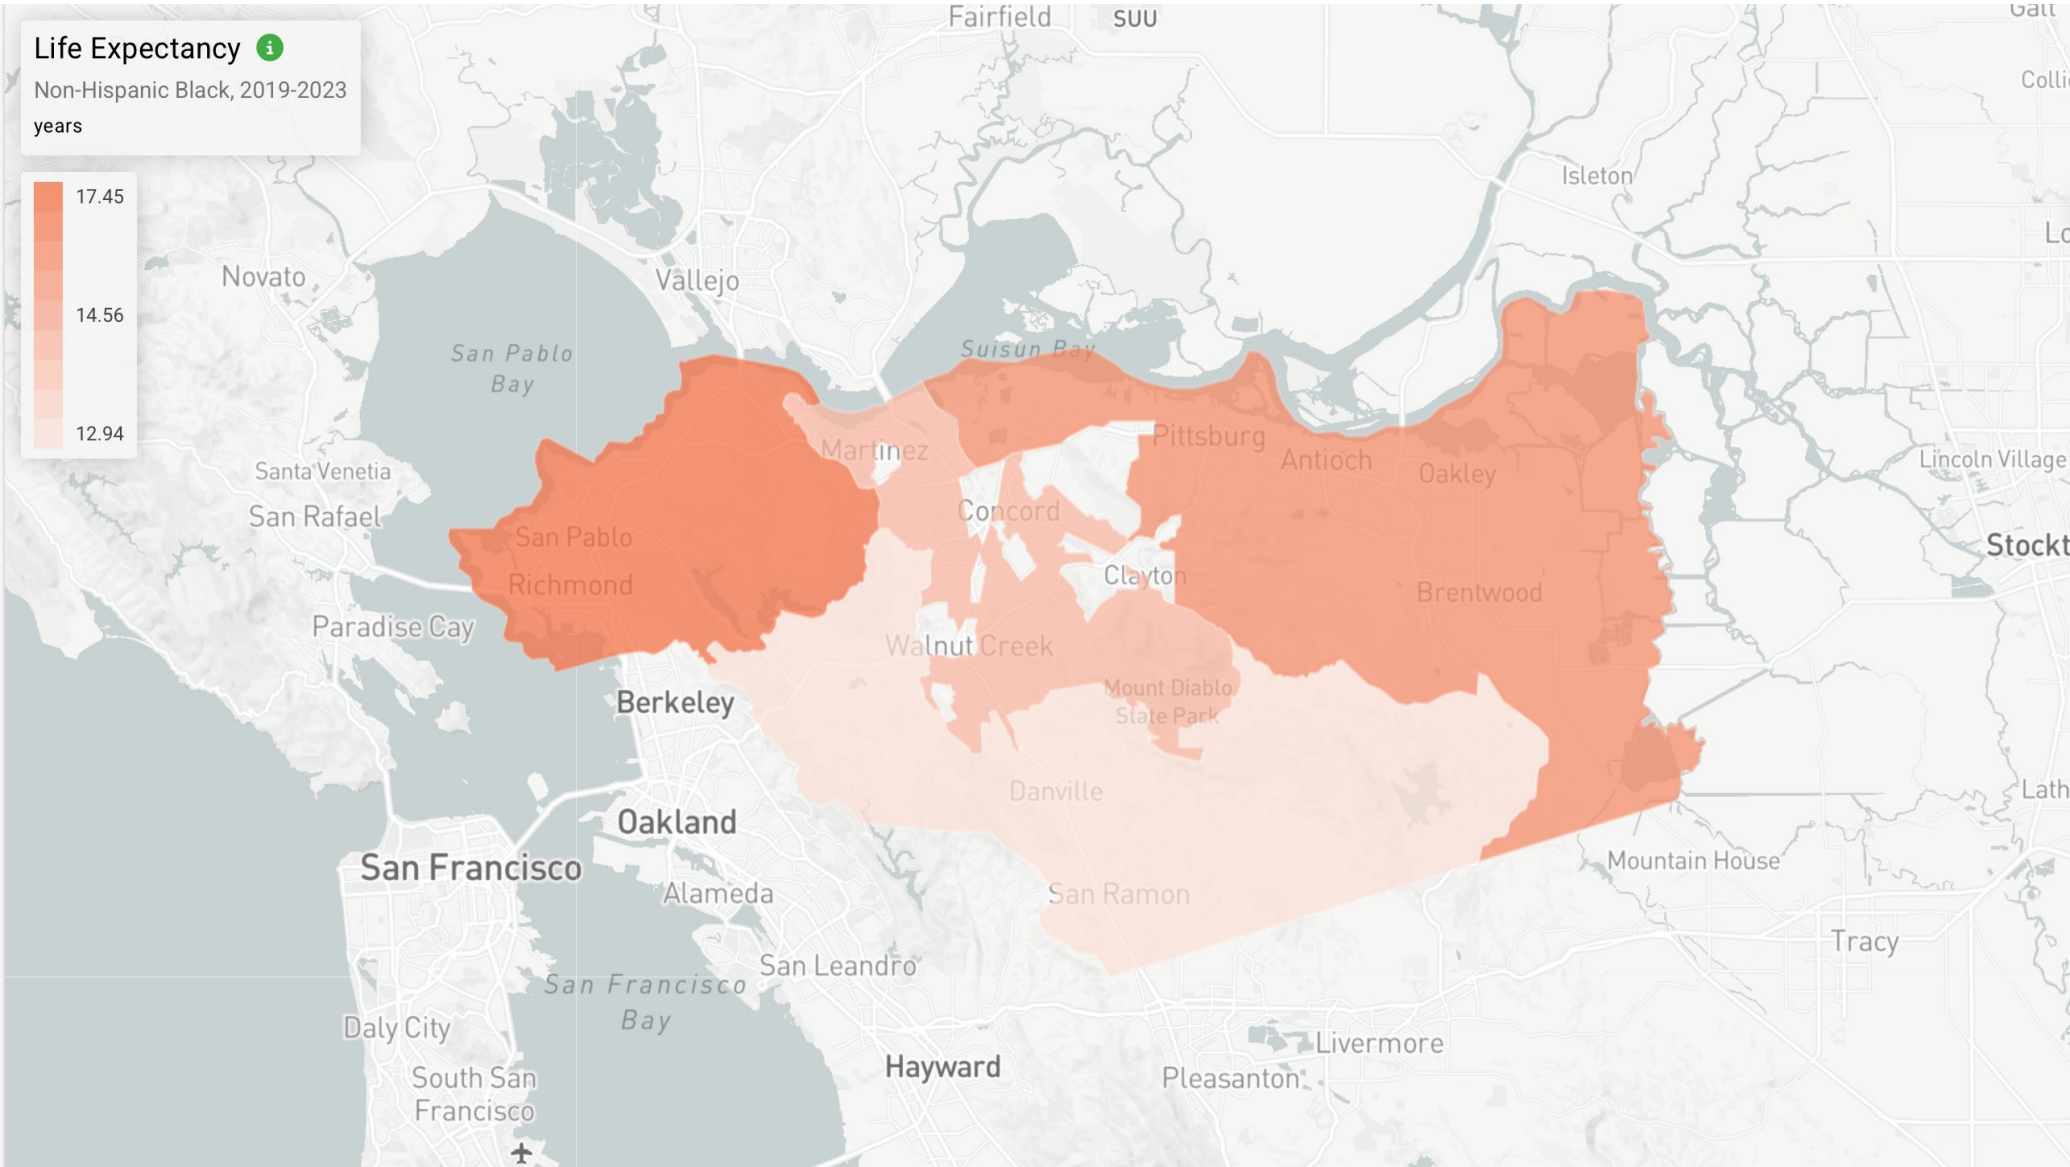 Life Expectancy
Non-Hispanic Black, 2019-2023
years
17.45
14.56
12.94
Fairfield
SUU
Isleton
Novato
Vallejo
San Pablo
Bay
Suisun Bay
Martinez
Pittsburg
Antioch
Oakley
Lincoln Village
Santa Venetia
San Rafael
Concord
San Pablo
Richmond
Clayton
Brentwood
Stockt
Paradise Cay
Walnut Creek
Berkeley
Mount Diablo
State Park
Danville
Lath
Oakland
San Francisco
Alameda
San Ramon
Mountain House
Tracy
San Leandro
San Francisco
Bay
Daly City
Livermore
Hayward
Pleasanton
South San
Francisco